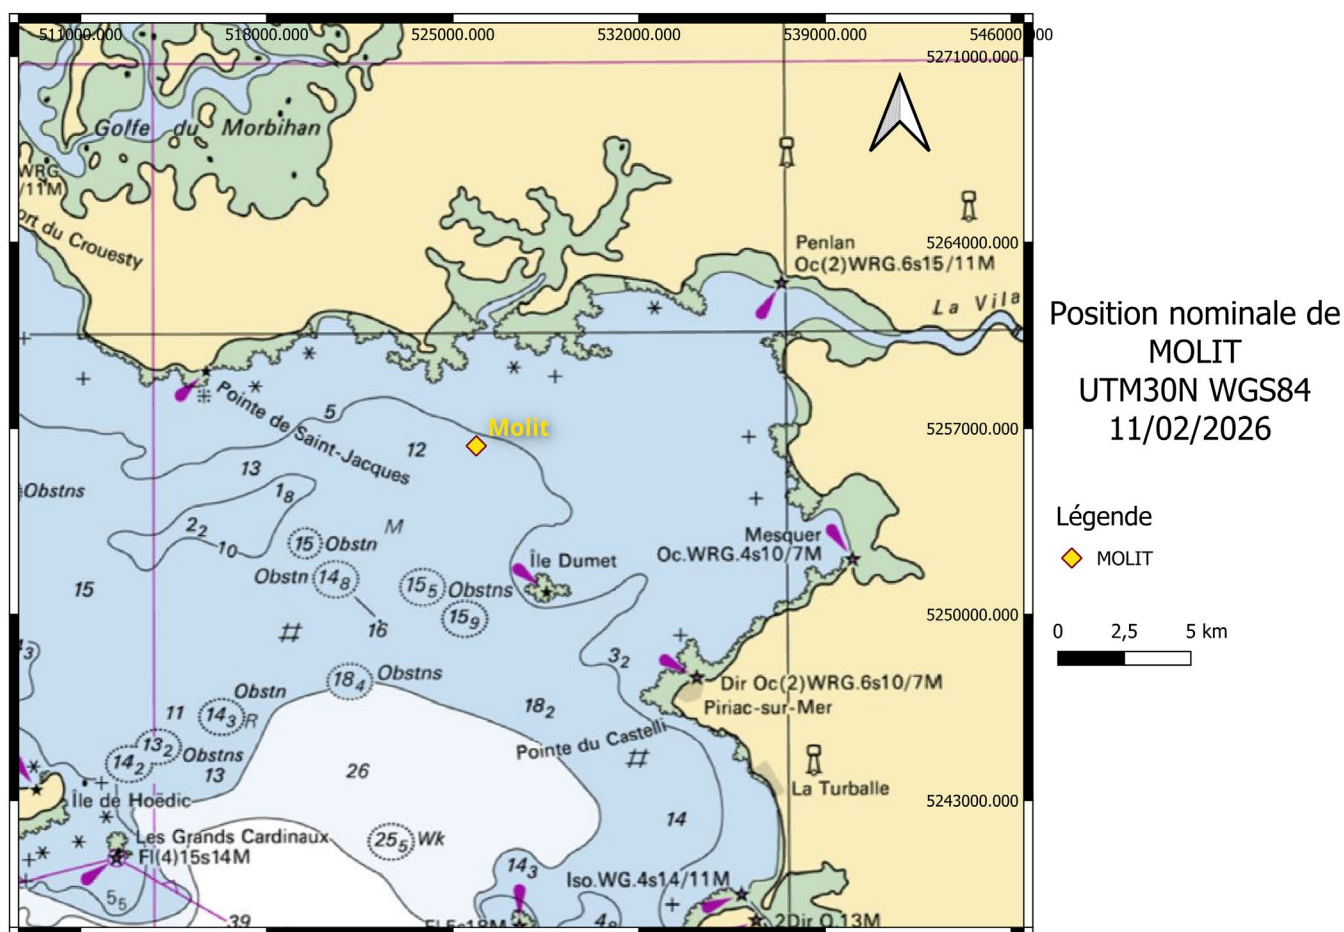 511000.000 518000.000 525000.000 532000.000 539000.000 546000.000
5271000.000
Golfe du Morbihan
WRG
/11M
ort du Crouesty
5264000.000
Penlan
Oc(2)WRG.6s15/11M
La Vila
Position nominale de
MOLIT
UTM30N WGS84
11/02/2026
Pointe de Saint-Jacques
5
Molit
5257000.000
12
13
18
Obstns
22
10
M
15 Obstn
Mesquer
Oc.WRG.4s10/7M
Île Dumet
Légende
MOLIT
Obstn 148
155 Obstns
15
159
16
5250000.000
0 2,5 5 km
3
32
184 Obstns
Dir Oc(2)WRG.6s10/7M
Piriac-sur-Mer
Obstn
143 R
11
182
Pointe du Castelli
132
142 Obstns
13
26
La Turballe
Île de Hoëdic
5243000.000
14
Les Grands Cardinaux
Fl(4)15s14M
255 Wk
143
Iso.WG.4s14/11M
55
39
48
2Dir Q.13M